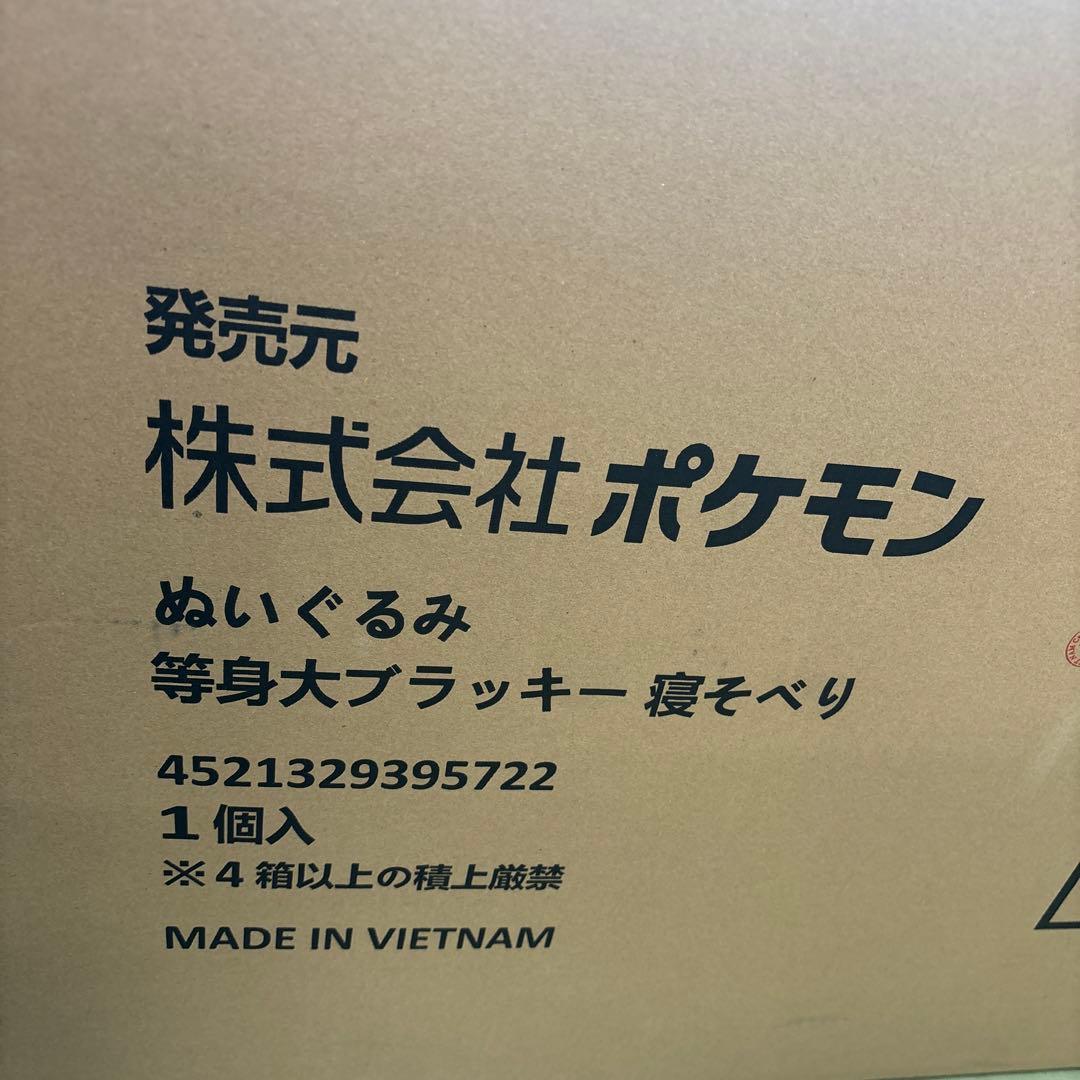 発売元
株式会社ポケモン
ぬいぐるみ
等身大ブラッキー 寝そべり
4521329395722
1個入
※4箱以上の積上厳禁
MADE IN VIETNAM